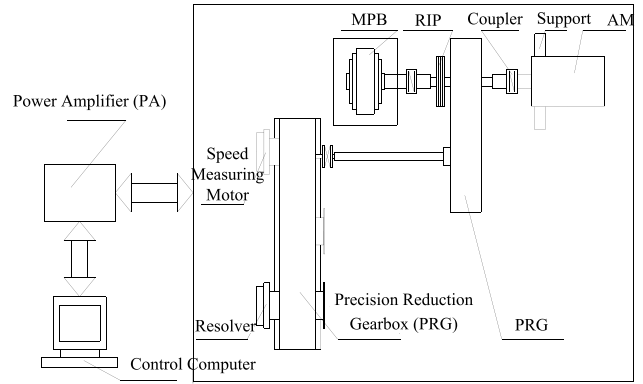 MPB RIP Coupler Support AM
Power Amplifier (PA)
Speed
Measuring
Motor
Resolver
Precision Reduction
Gearbox (PRG)
PRG
Control Computer